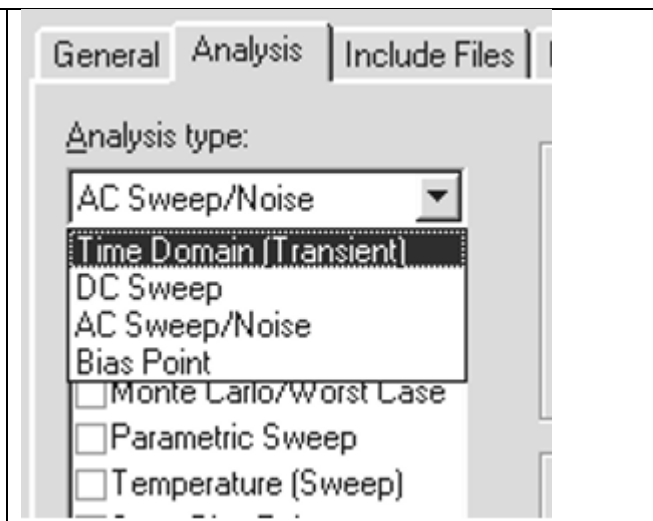 General Analysis Include Files
Analysis type:
AC Sweep/Noise
Time Domain (Transient)
DC Sweep
AC Sweep/Noise
Bias Point
Monte Carlo/Worst Case
Parametric Sweep
Temperature (Sweep)